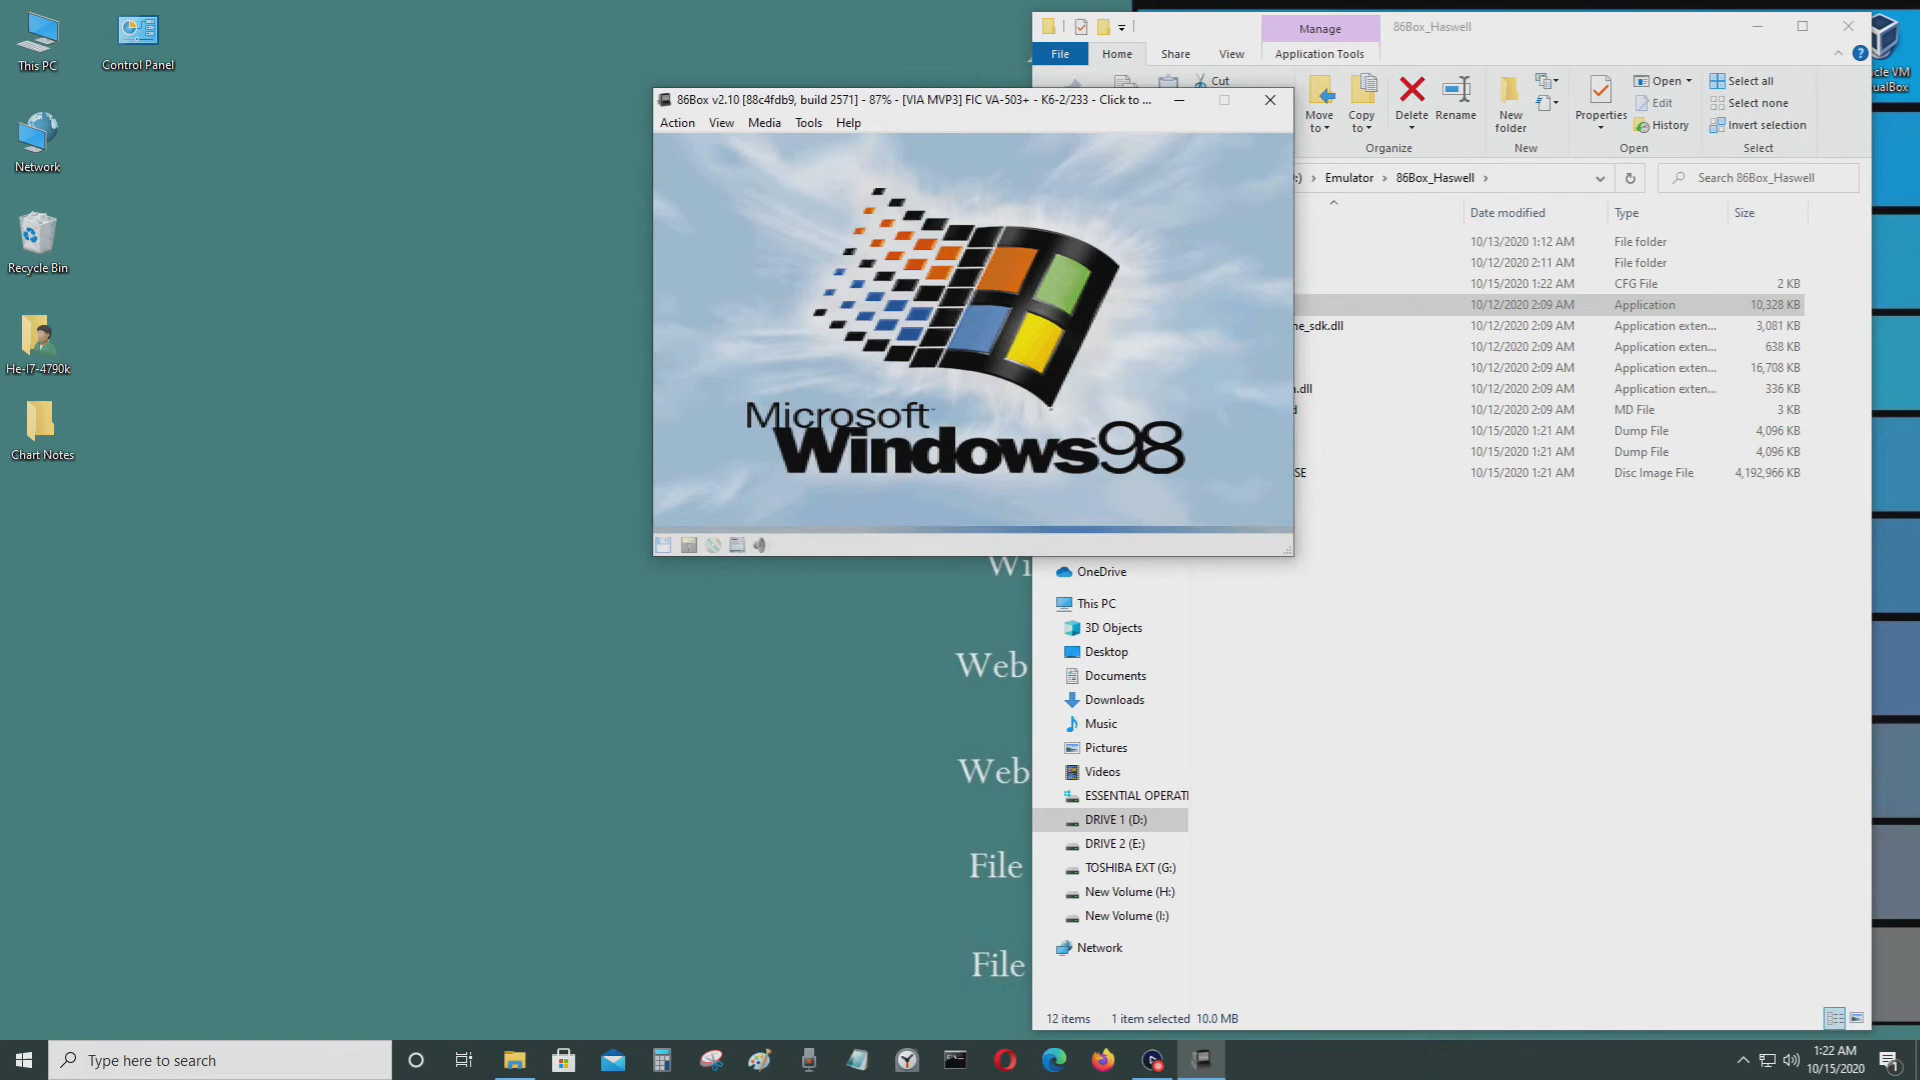 This PC
Control Panel
Network
Recycle Bin
He-I7-4790k
Chart Notes
Web
Web
File
File
86Box v2.10 [88c4fdb9, build 2571] - 87% - [VIA MVP3] FIC VA-503+ - K6-2/233 - Click to ...
Action View Media Tools Help
Microsoft
Windows98
Manage 86Box_Haswell
File Home Share View Application Tools
Cut
Move to
Copy to
Delete
Rename
New folder
Properties
Open
Edit
History
Select all
Select none
Invert selection
Organize New Open Select
Emulator 86Box_Haswell
Search 86Box_Haswell
Date modified Type Size
10/13/2020 1:12 AM File folder
10/12/2020 2:11 AM File folder
10/15/2020 1:22 AM CFG File 2 KB
10/12/2020 2:09 AM Application 10,328 KB
ne_sdk.dll 10/12/2020 2:09 AM Application exten... 3,081 KB
10/12/2020 2:09 AM Application exten... 638 KB
10/12/2020 2:09 AM Application exten... 16,708 KB
.dll 10/12/2020 2:09 AM Application exten... 336 KB
10/12/2020 2:09 AM MD File 3 KB
10/15/2020 1:21 AM Dump File 4,096 KB
10/15/2020 1:21 AM Dump File 4,096 KB
SE 10/15/2020 1:21 AM Disc Image File 4,192,966 KB
OneDrive
This PC
3D Objects
Desktop
Documents
Downloads
Music
Pictures
Videos
ESSENTIAL OPERATI
DRIVE 1 (D:)
DRIVE 2 (E:)
TOSHIBA EXT (G:)
New Volume (H:)
New Volume (I:)
Network
12 items 1 item selected 10.0 MB
Type here to search
1:22 AM
10/15/2020
1